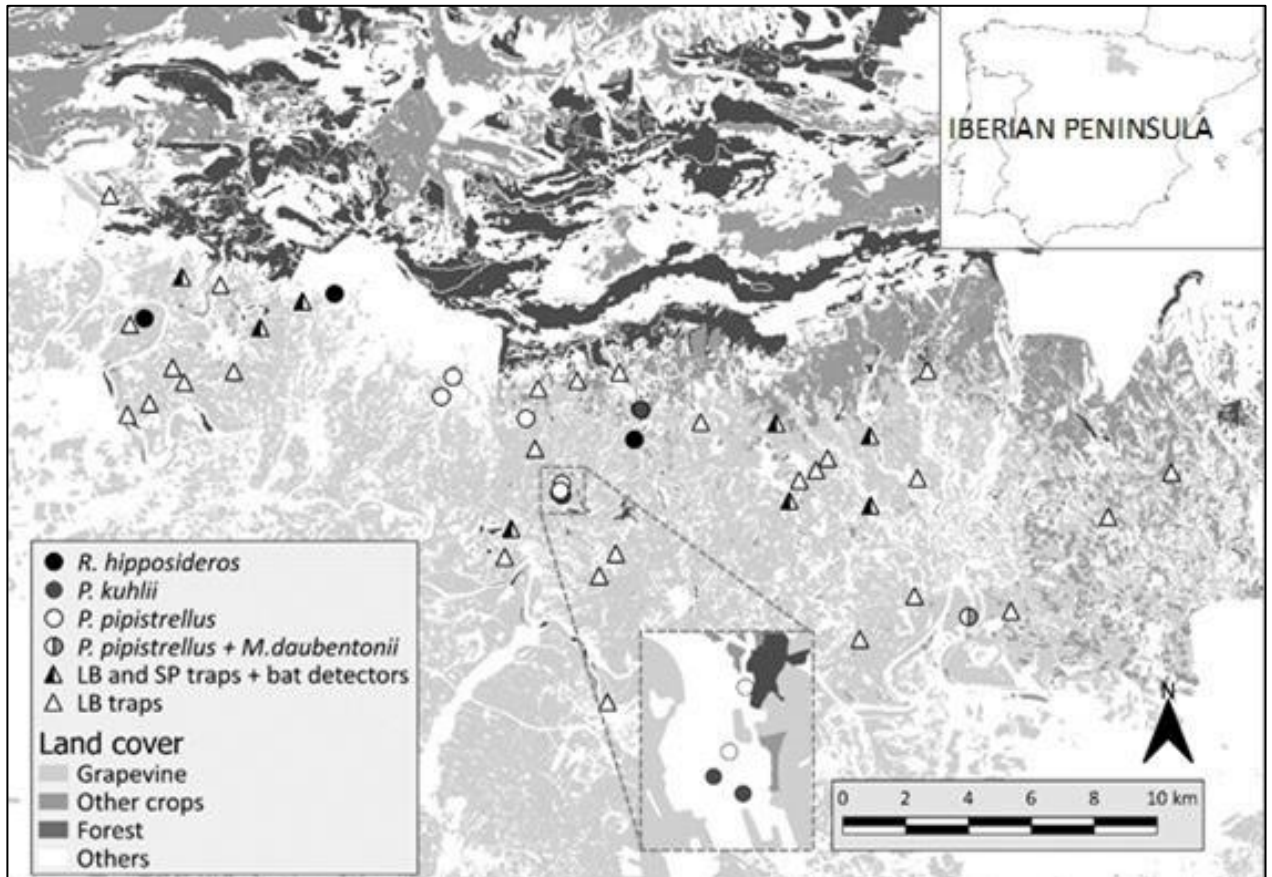 IBERIAN PENINSULA
R. hipposideros
P. kuhlii
P. pipistrellus
P. pipistrellus + M.daubentonii
LB and SP traps + bat detectors
LB traps
Land cover
Grapevine
Other crops
Forest
Others
N
0 2 4 6 8 10 km